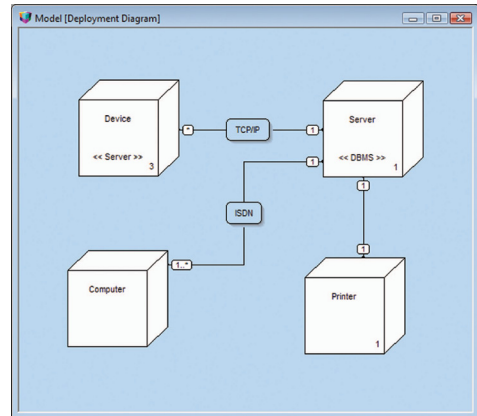 Model [Deployment Diagram]
Device
<< Server >>
3
*
TCP/IP
1
Server
<< DBMS >>
1
1
ISDN
1
1..*
Computer
1
Printer
1